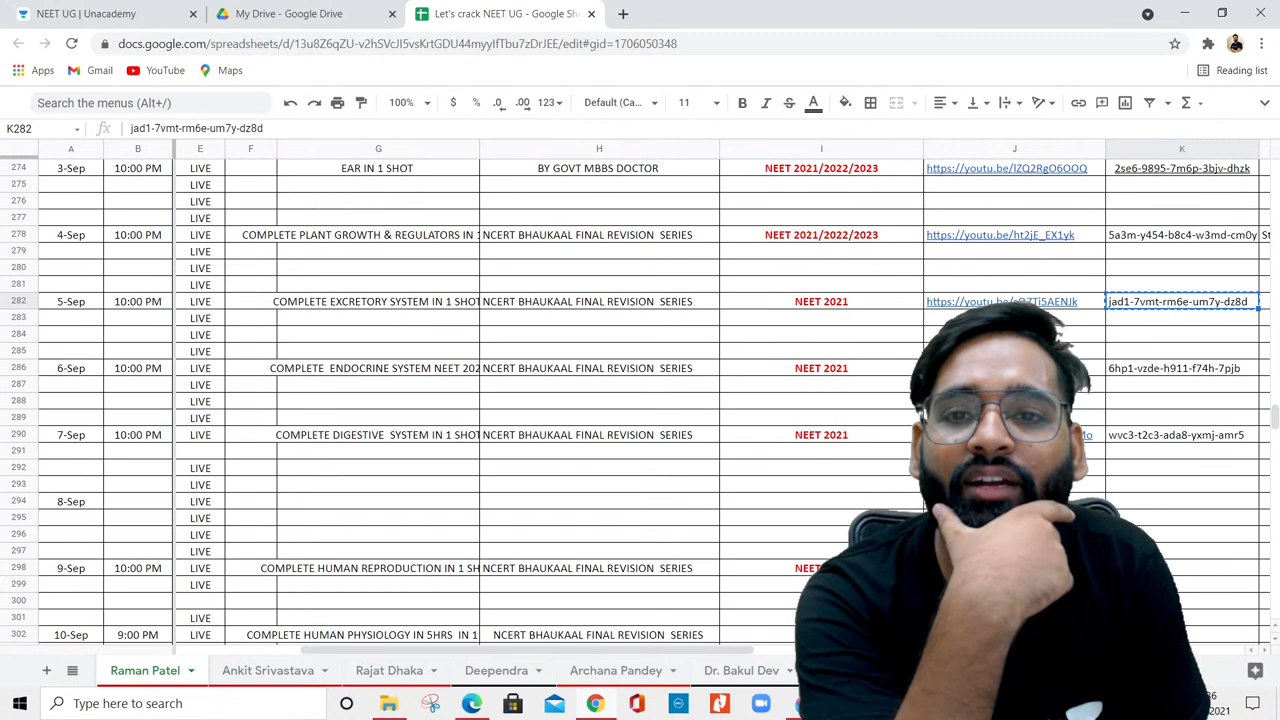 NEET UG | Unacademy
My Drive - Google Drive
Let's crack NEET UG - Google Sh
docs.google.com/spreadsheets/d/13u8Z6qZU-v2hSVcJI5vsKrtGDU44myyIfTbu7zDrJEE/edit#gid=1706050348
Apps Gmail YouTube Maps Reading list
Search the menus (Alt+/) 100% $ % .0 .00 123 Default (Ca... 11 B I S A
K282 fx jad1-7vmt-rm6e-um7y-dz8d
A B E F G H I J K
274 3-Sep 10:00 PM LIVE EAR IN 1 SHOT BY GOVT MBBS DOCTOR NEET 2021/2022/2023 https://youtu.be/lZQ2RgO6OOQ 2se6-9895-7m6p-3bjv-dhzk
275 LIVE
276 LIVE
277 LIVE
278 4-Sep 10:00 PM LIVE COMPLETE PLANT GROWTH & REGULATORS IN 1 NCERT BHAUKAAL FINAL REVISION SERIES NEET 2021/2022/2023 https://youtu.be/ht2jE_EX1yk 5a3m-y454-b8c4-w3md-cm0y St
279 LIVE
280 LIVE
281 LIVE
282 5-Sep 10:00 PM LIVE COMPLETE EXCRETORY SYSTEM IN 1 SHOT NCERT BHAUKAAL FINAL REVISION SERIES NEET 2021 jad1-7vmt-rm6e-um7y-dz8d
283 LIVE
284 LIVE
285 LIVE
286 6-Sep 10:00 PM LIVE COMPLETE ENDOCRINE SYSTEM NEET 202 NCERT BHAUKAAL FINAL REVISION SERIES NEET 2021 6hp1-vzde-h911-f74h-7pjb
287 LIVE
288 LIVE
289 LIVE
290 7-Sep 10:00 PM LIVE COMPLETE DIGESTIVE SYSTEM IN 1 SHOT NCERT BHAUKAAL FINAL REVISION SERIES NEET 2021 Mo wvc3-t2c3-ada8-yxmj-amr5
291
292 LIVE
293 LIVE
294 8-Sep LIVE
295 LIVE
296 LIVE
297 LIVE
298 9-Sep 10:00 PM LIVE COMPLETE HUMAN REPRODUCTION IN 1 SH NCERT BHAUKAAL FINAL REVISION SERIES
299 LIVE
300
301 LIVE
302 10-Sep 9:00 PM LIVE COMPLETE HUMAN PHYSIOLOGY IN 5HRS IN 1 NCERT BHAUKAAL FINAL REVISION SERIES
Raman Patel Ankit Srivastava Rajat Dhaka Deependra Archana Pandey Dr. Bakul Dev
Type here to search